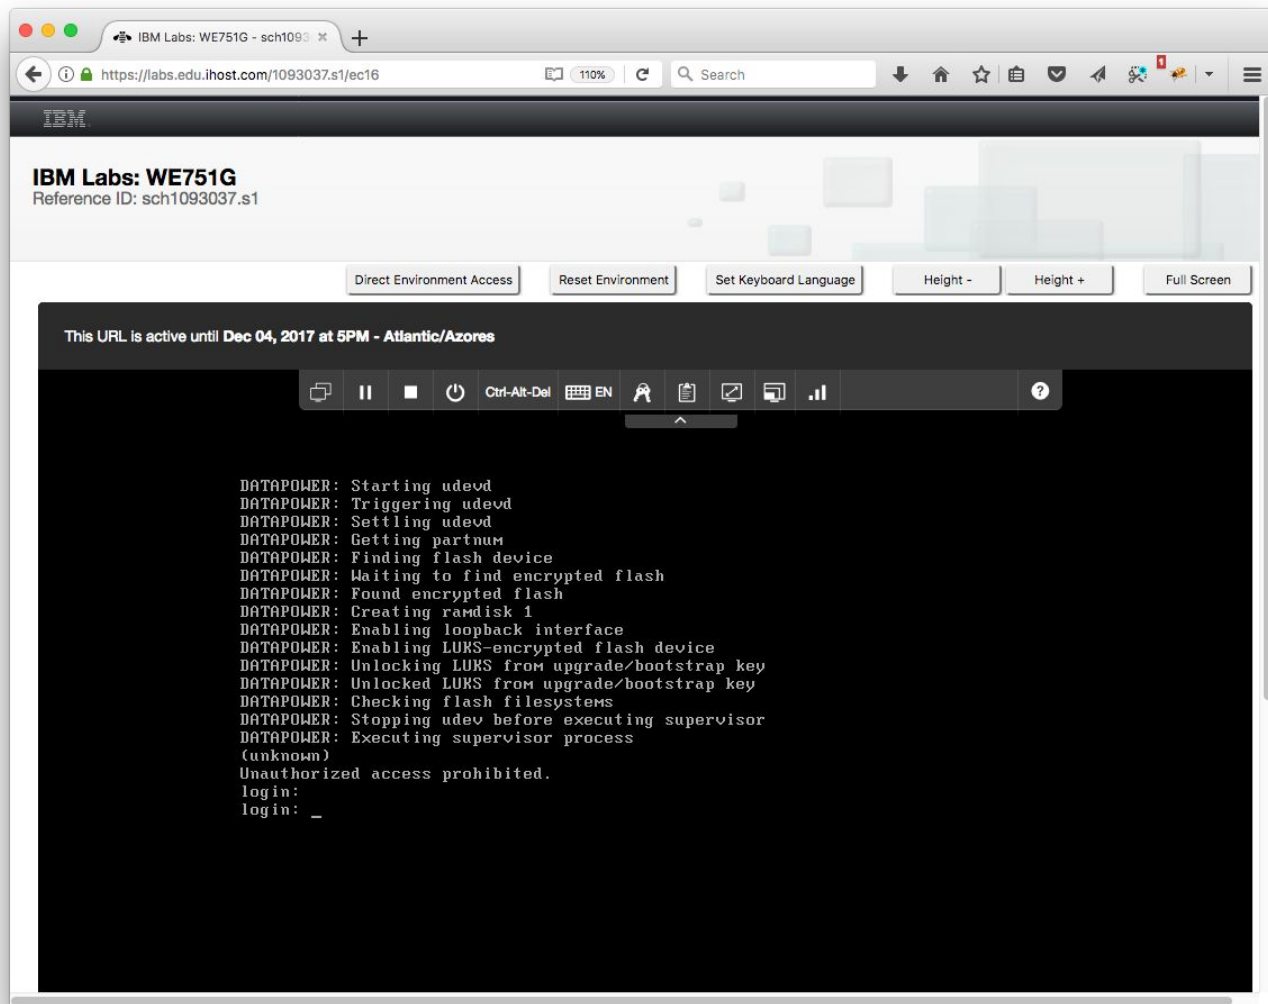 IBM Labs: WE751G - sch1093
https://labs.edu.ihost.com/1093037.s1/ec16
110%
Search
1
IBM
IBM Labs: WE751G
Reference ID: sch1093037.s1
Direct Environment Access
Reset Environment
Set Keyboard Language
Height -
Height +
Full Screen
This URL is active until Dec 04, 2017 at 5PM - Atlantic/Azores
Ctrl-Alt-Del
EN
?
DATAPOWER: Starting udevd
DATAPOWER: Triggering udevd
DATAPOWER: Settling udevd
DATAPOWER: Getting partnum
DATAPOWER: Finding flash device
DATAPOWER: Waiting to find encrypted flash
DATAPOWER: Found encrypted flash
DATAPOWER: Creating ramdisk 1
DATAPOWER: Enabling loopback interface
DATAPOWER: Enabling LUKS-encrypted flash device
DATAPOWER: Unlocking LUKS from upgrade/bootstrap key
DATAPOWER: Unlocked LUKS from upgrade/bootstrap key
DATAPOWER: Checking flash filesystems
DATAPOWER: Stopping udev before executing supervisor
DATAPOWER: Executing supervisor process
(unknown)
Unauthorized access prohibited.
login:
login: _